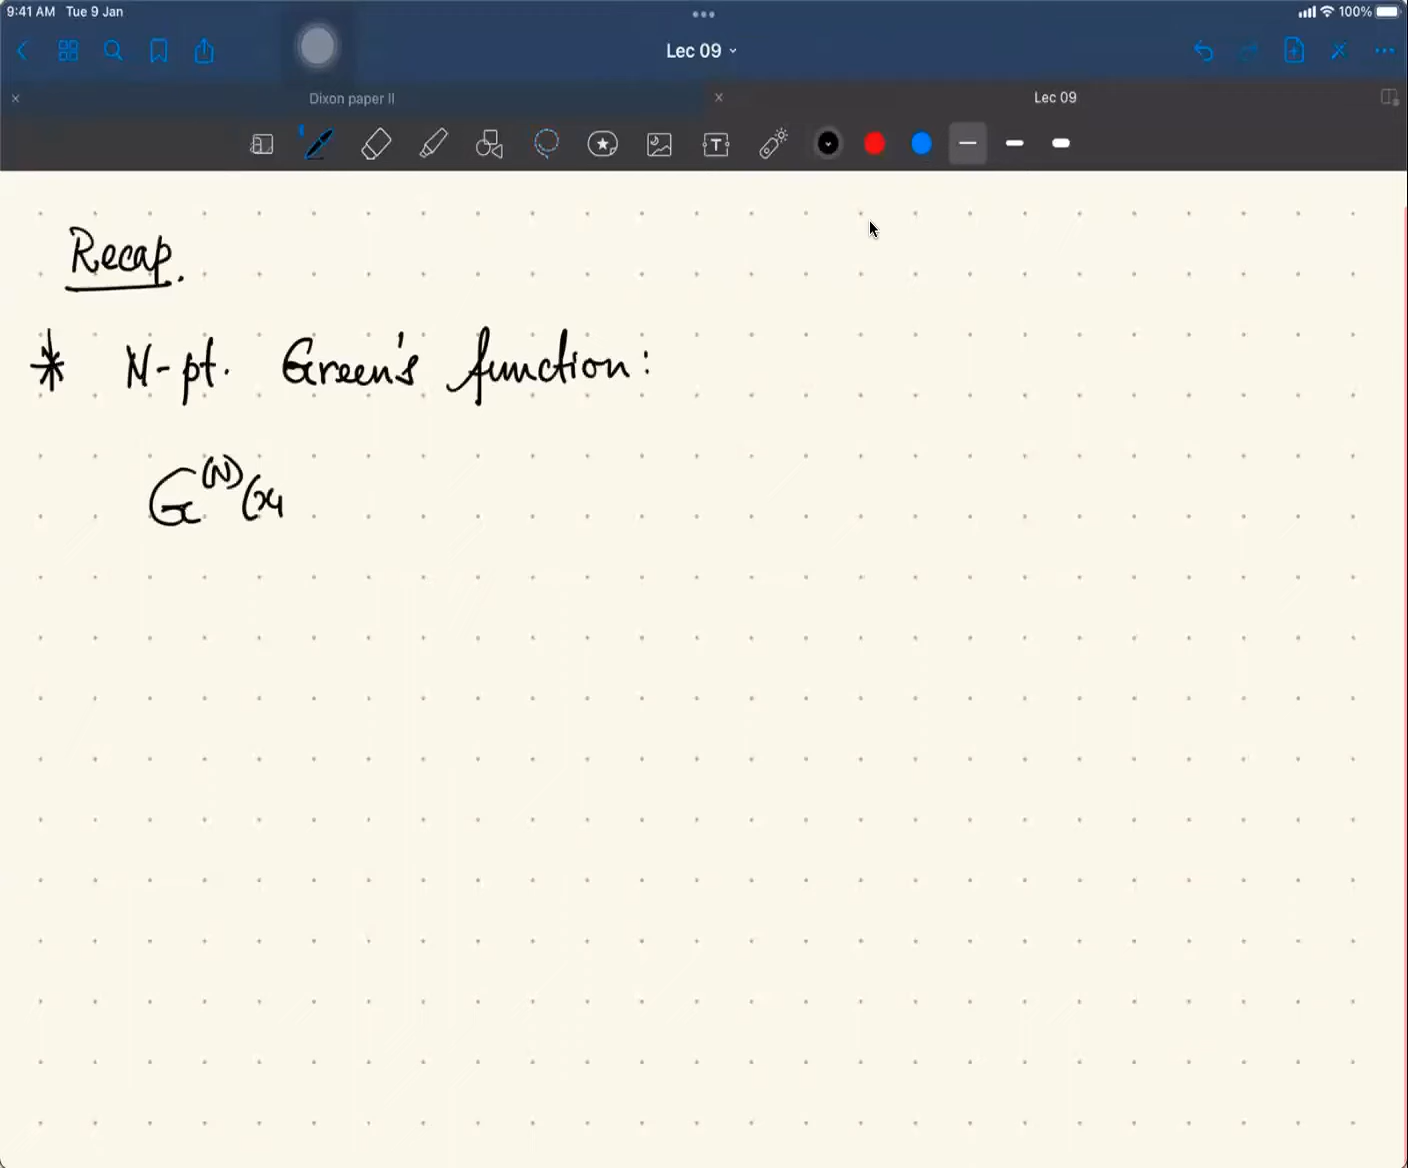 9:41 AM Tue 9 Jan 100%
Lec 09
Dixon paper II Lec 09
T
Recap.
* N-pt. Green's function:
G^(N)(x₁